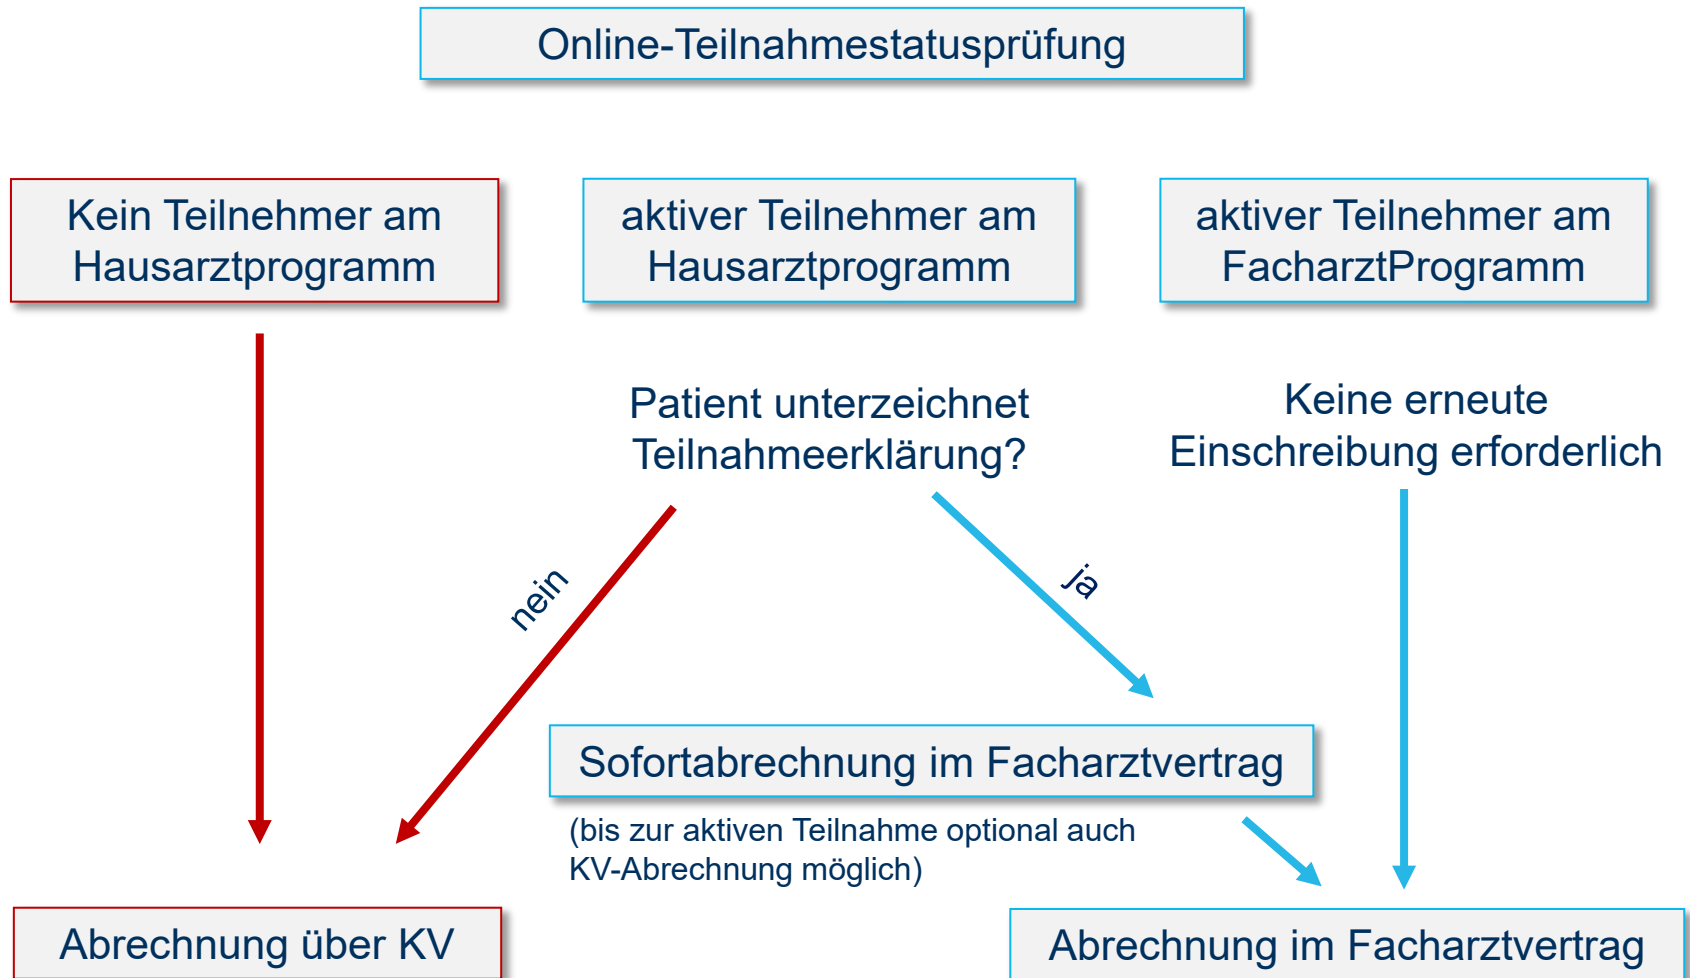 Online-Teilnahmestatusprüfung
Kein Teilnehmer am
Hausarztprogramm
aktiver Teilnehmer am
Hausarztprogramm
aktiver Teilnehmer am
FacharztProgramm
Patient unterzeichnet
Teilnahmeerklärung?
Keine erneute
Einschreibung erforderlich
nein
ja
Sofortabrechnung im Facharztvertrag
(bis zur aktiven Teilnahme optional auch
KV-Abrechnung möglich)
Abrechnung über KV
Abrechnung im Facharztvertrag